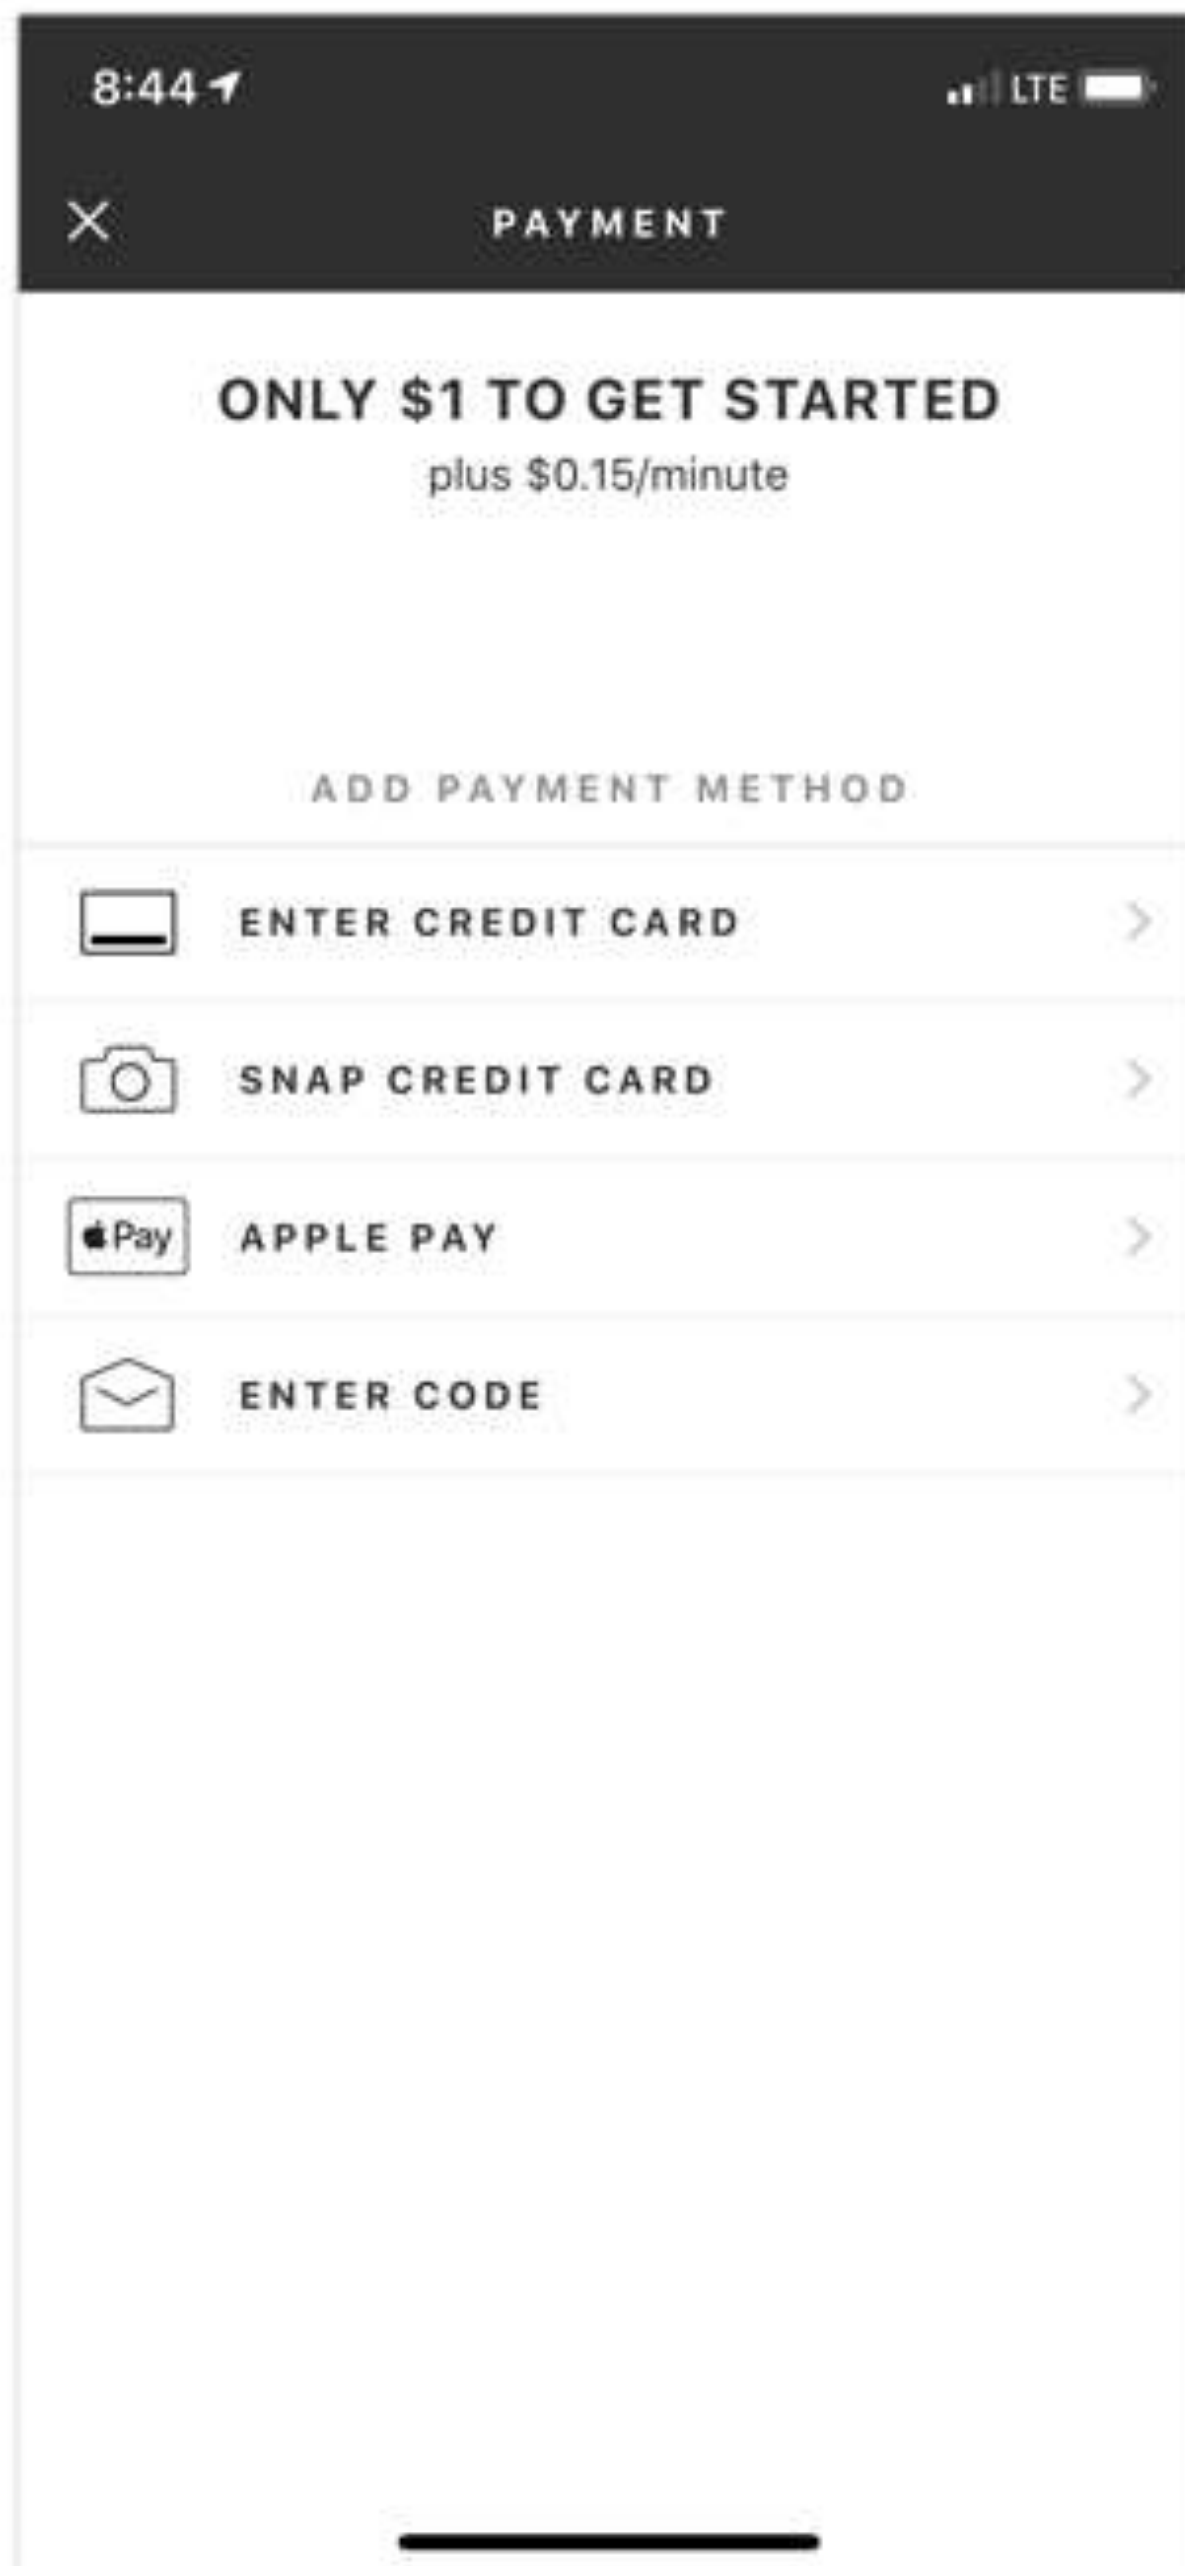 8:44
LTE
PAYMENT
ONLY $1 TO GET STARTED
plus $0.15/minute
ADD PAYMENT METHOD
ENTER CREDIT CARD
SNAP CREDIT CARD
Pay
APPLE PAY
ENTER CODE